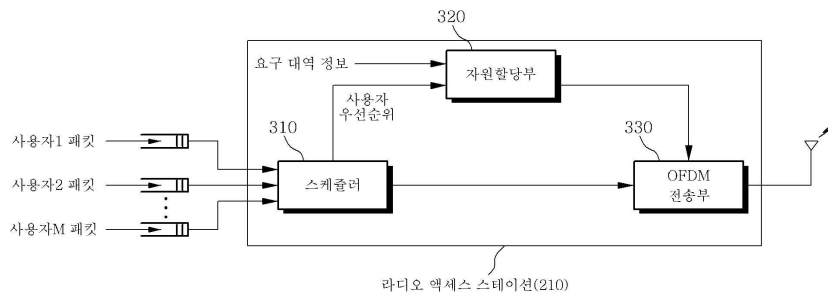 320
요구 대역 정보
자원할당부
사용자
우선순위
310
330
사용자1 패킷
스케쥴러
OFDM
전송부
사용자2 패킷
사용자M 패킷
라디오 액세스 스테이션(210)